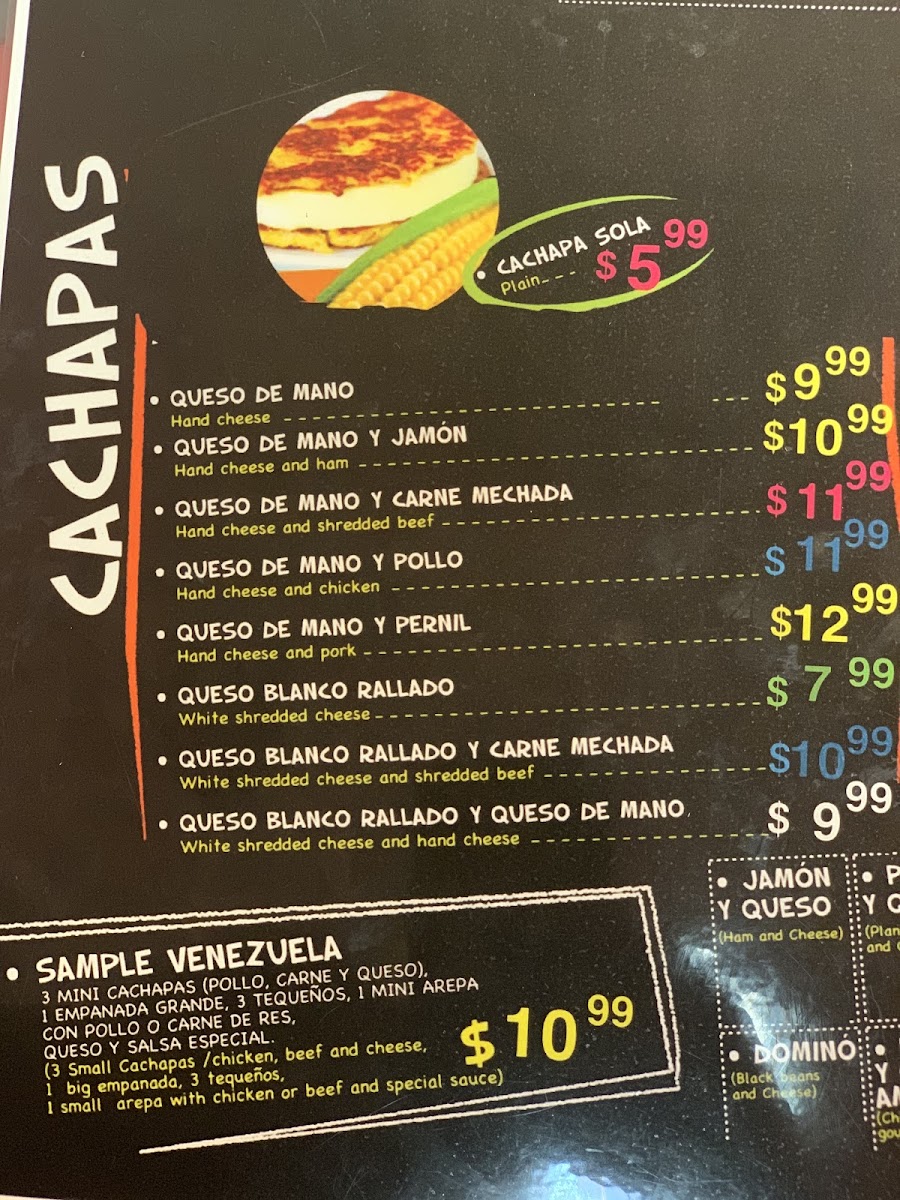 CACHAPAS
• CACHAPA SOLA
Plain--- $5.99
• QUESO DE MANO
Hand cheese $9.99
• QUESO DE MANO Y JAMÓN
Hand cheese and ham $10.99
• QUESO DE MANO Y CARNE MECHADA
Hand cheese and shredded beef $11.99
• QUESO DE MANO Y POLLO
Hand cheese and chicken $11.99
• QUESO DE MANO Y PERNIL
Hand cheese and pork $12.99
• QUESO BLANCO RALLADO
White shredded cheese $7.99
• QUESO BLANCO RALLADO Y CARNE MECHADA
White shredded cheese and shredded beef $10.99
• QUESO BLANCO RALLADO Y QUESO DE MANO
White shredded cheese and hand cheese $9.99
• SAMPLE VENEZUELA
3 MINI CACHAPAS (POLLO, CARNE Y QUESO),
1 EMPANADA GRANDE, 3 TEQUEÑOS, 1 MINI AREPA
CON POLLO O CARNE DE RES,
QUESO Y SALSA ESPECIAL.
(3 Small Cachapas /chicken, beef and cheese,
1 big empanada, 3 tequeños,
1 small arepa with chicken or beef and special sauce)
$10.99
• JAMÓN
Y QUESO
(Ham and Cheese)
• DOMINÓ
(Black beans
and Cheese)
Y
(Plan
and
Y